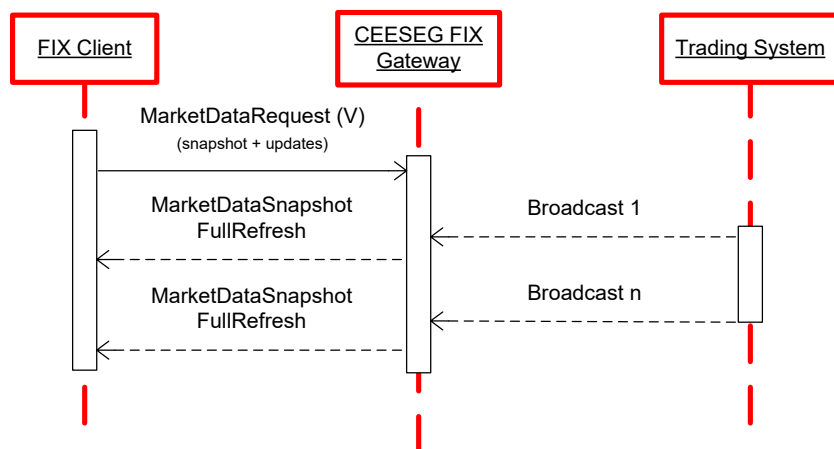 FIX Client
CEESEG FIX
Gateway
Trading System
MarketDataRequest (V)
(snapshot + updates)
MarketDataSnapshot
FullRefresh
Broadcast 1
MarketDataSnapshot
FullRefresh
Broadcast n